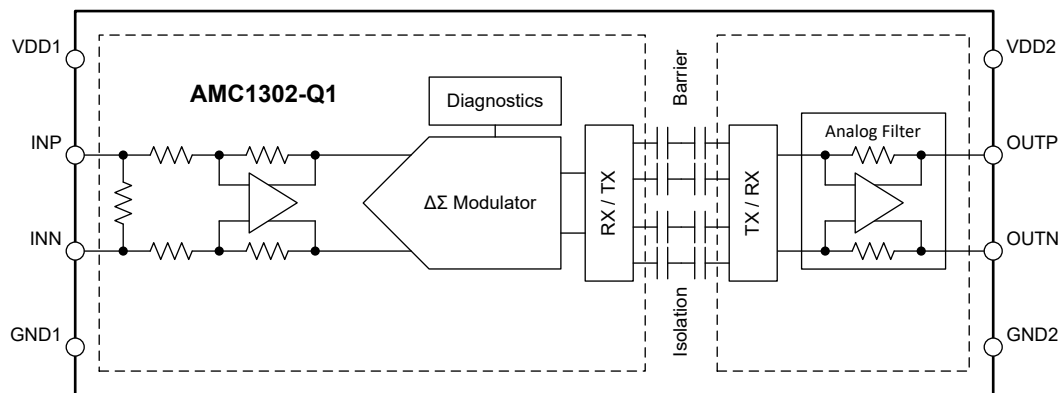 VDD1
VDD2
AMC1302-Q1
Diagnostics
Barrier
Analog Filter
INP
OUTP
ΔΣ Modulator
RX / TX
TX / RX
INN
OUTN
Isolation
GND1
GND2